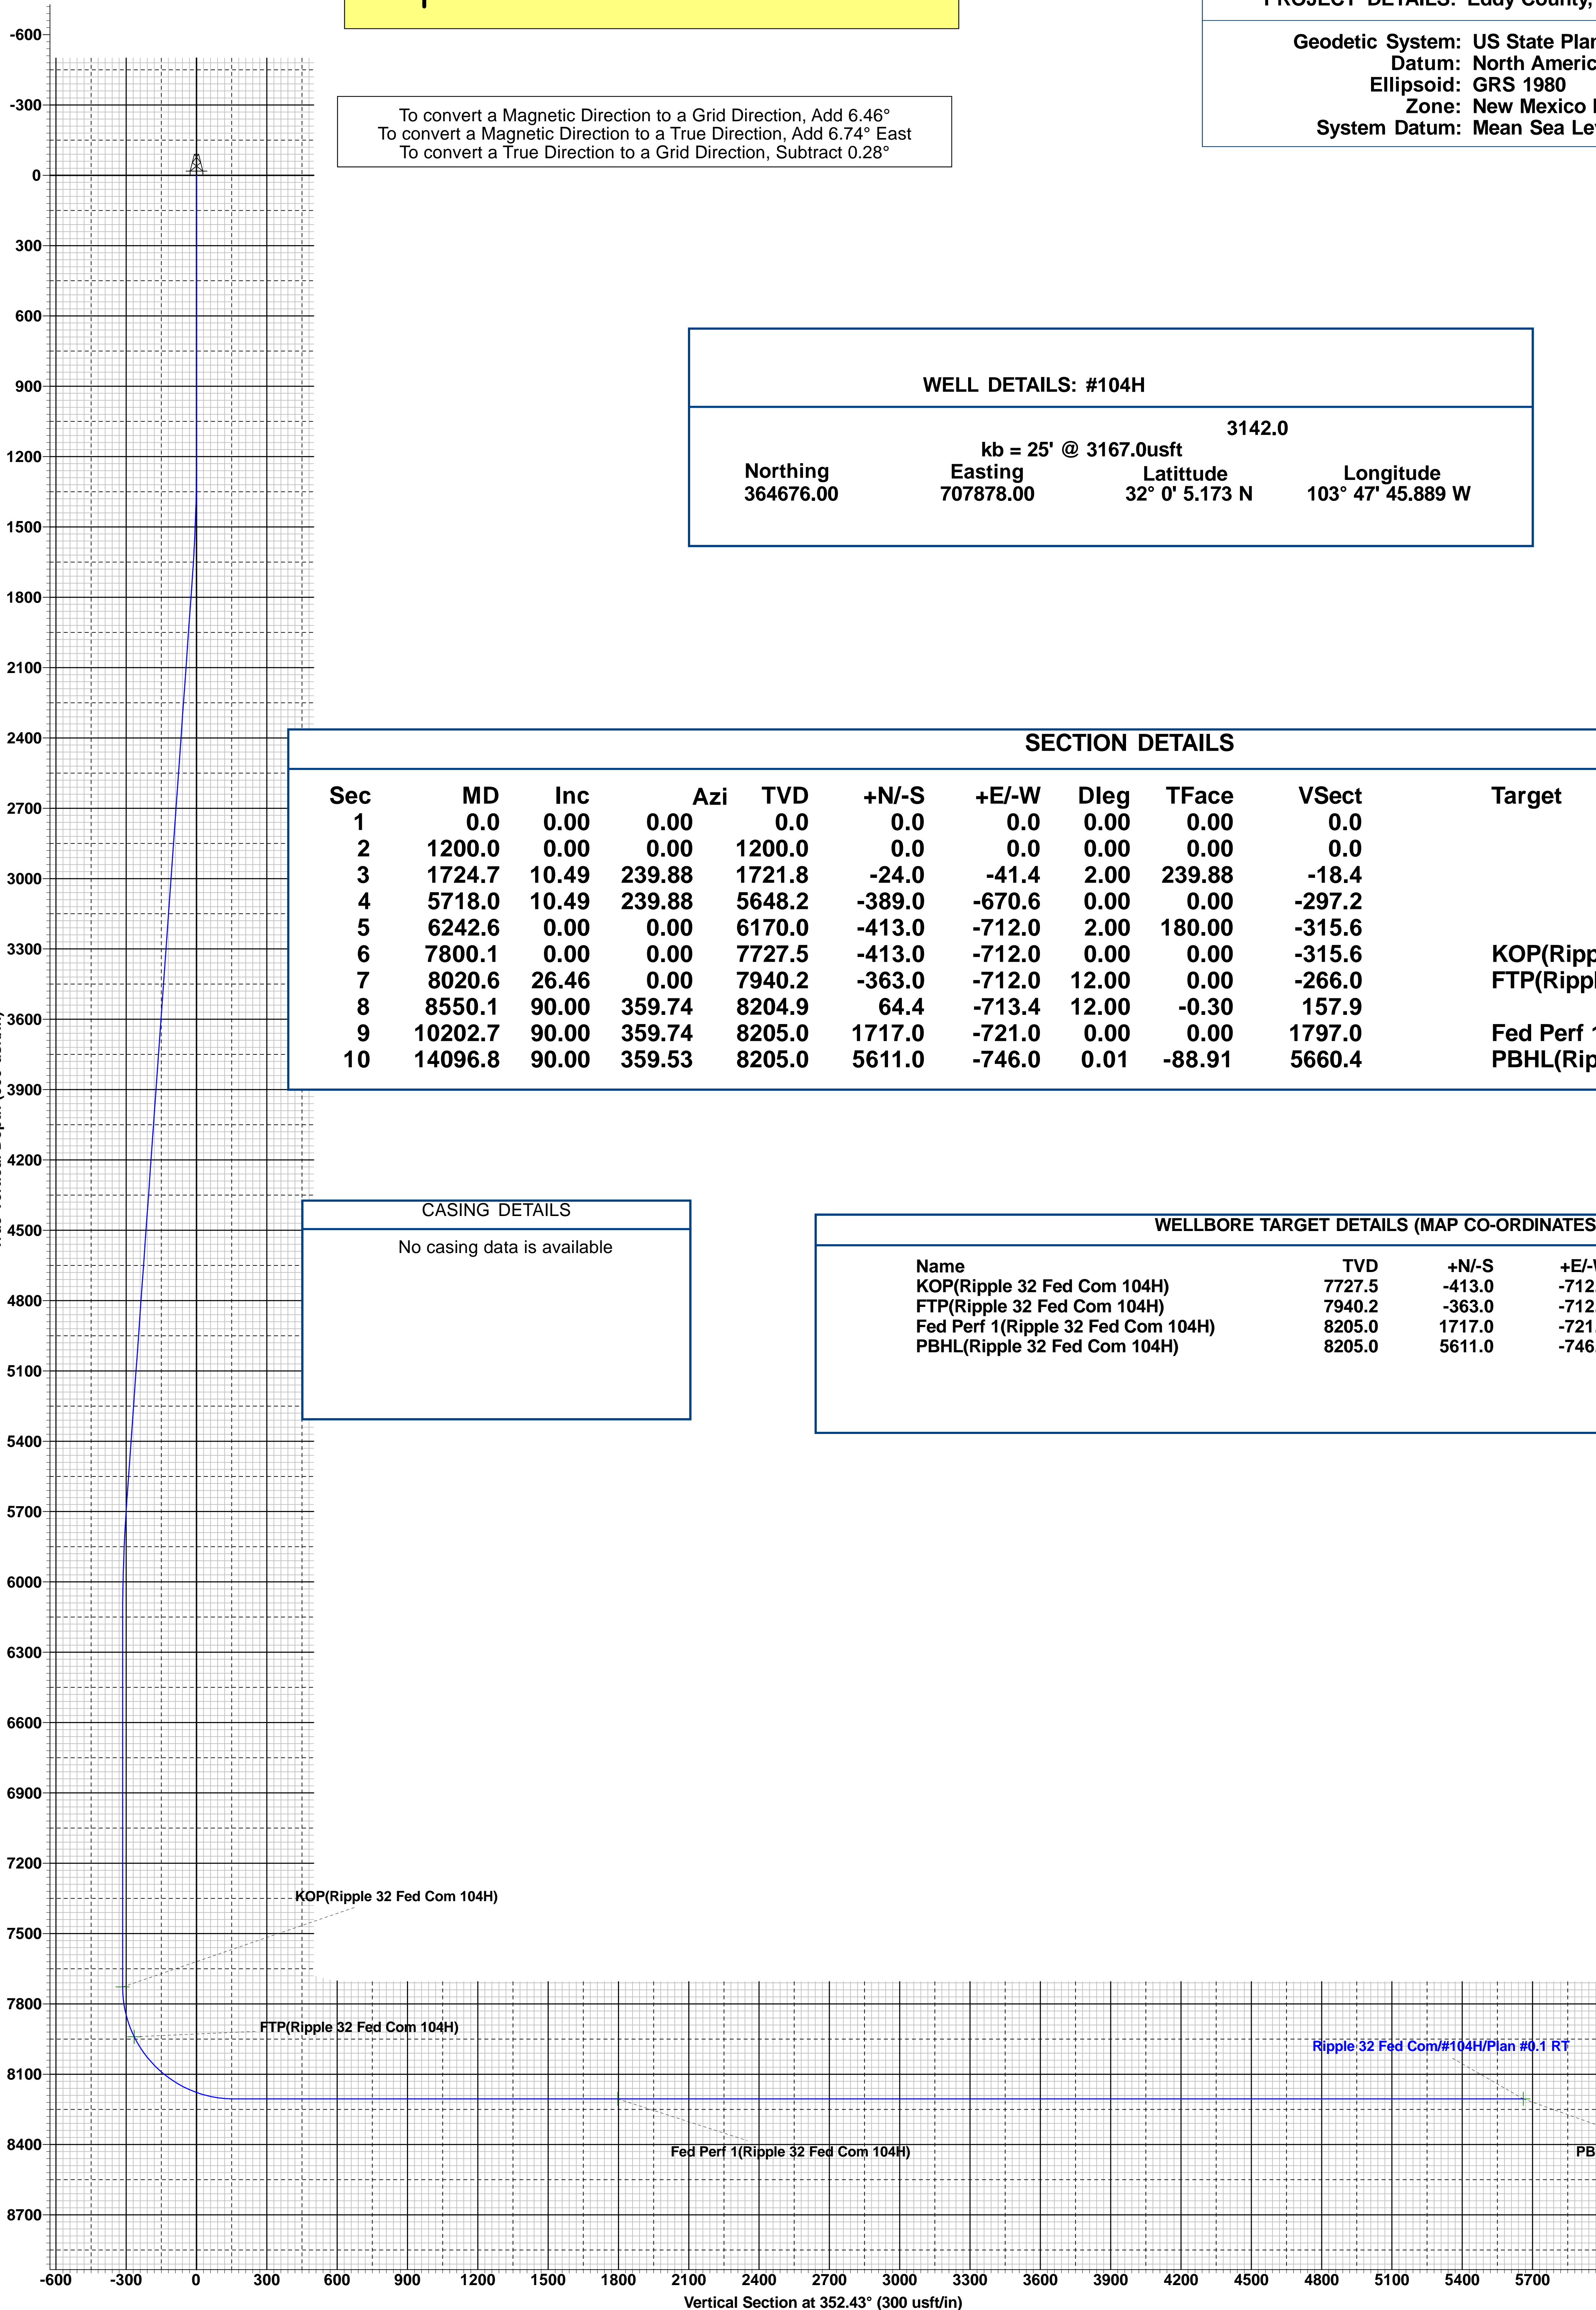 PROJECT DETAILS: Eddy County,
Geodetic System: US State Plan
Datum: North Americ
Ellipsoid: GRS 1980
Zone: New Mexico
System Datum: Mean Sea Le
To convert a Magnetic Direction to a Grid Direction, Add 6.46°
To convert a Magnetic Direction to a True Direction, Add 6.74° East
To convert a True Direction to a Grid Direction, Subtract 0.28°
WELL DETAILS: #104H
3142.0
kb = 25' @ 3167.0usft
Northing Easting Latittude Longitude
364676.00 707878.00 32° 0' 5.173 N 103° 47' 45.889 W
SECTION DETAILS
Sec MD Inc Azi TVD +N/-S +E/-W Dleg TFace VSect Target
1 0.0 0.00 0.00 0.0 0.0 0.0 0.00 0.00 0.0
2 1200.0 0.00 0.00 1200.0 0.0 0.0 0.00 0.00 0.0
3 1724.7 10.49 239.88 1721.8 -24.0 -41.4 2.00 239.88 -18.4
4 5718.0 10.49 239.88 5648.2 -389.0 -670.6 0.00 0.00 -297.2
5 6242.6 0.00 0.00 6170.0 -413.0 -712.0 2.00 180.00 -315.6
6 7800.1 0.00 0.00 7727.5 -413.0 -712.0 0.00 0.00 -315.6 KOP(Ripp
7 8020.6 26.46 0.00 7940.2 -363.0 -712.0 12.00 0.00 -266.0 FTP(Rippl
8 8550.1 90.00 359.74 8204.9 64.4 -713.4 12.00 -0.30 157.9
9 10202.7 90.00 359.74 8205.0 1717.0 -721.0 0.00 0.00 1797.0 Fed Perf 1
10 14096.8 90.00 359.53 8205.0 5611.0 -746.0 0.01 -88.91 5660.4 PBHL(Rip
CASING DETAILS
No casing data is available
WELLBORE TARGET DETAILS (MAP CO-ORDINATES
Name TVD +N/-S +E/-W
KOP(Ripple 32 Fed Com 104H) 7727.5 -413.0 -712.
FTP(Ripple 32 Fed Com 104H) 7940.2 -363.0 -712.
Fed Perf 1(Ripple 32 Fed Com 104H) 8205.0 1717.0 -721.
PBHL(Ripple 32 Fed Com 104H) 8205.0 5611.0 -746.
-600
-300
0
300
600
900
1200
1500
1800
2100
2400
2700
3000
3300
3600
3900
4200
4500
4800
5100
5400
5700
6000
6300
6600
6900
7200
7500
7800
8100
8400
8700
KOP(Ripple 32 Fed Com 104H)
FTP(Ripple 32 Fed Com 104H)
Ripple 32 Fed Com/#104H/Plan #0.1 RT
Fed Perf 1(Ripple 32 Fed Com 104H)
PB
-600 -300 0 300 600 900 1200 1500 1800 2100 2400 2700 3000 3300 3600 3900 4200 4500 4800 5100 5400 5700
Vertical Section at 352.43° (300 usft/in)